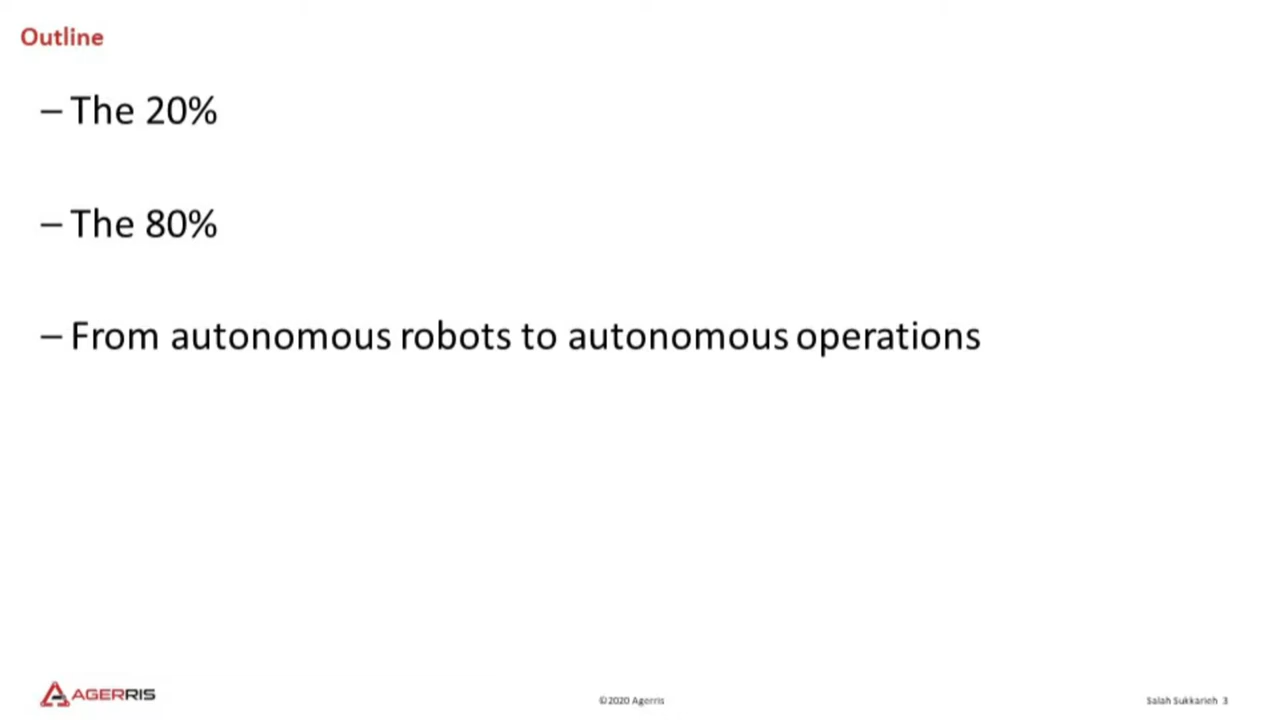 Outline
– The 20%
– The 80%
– From autonomous robots to autonomous operations
AGERRIS
©2020 Agerris
Salah Sukkarieh 3